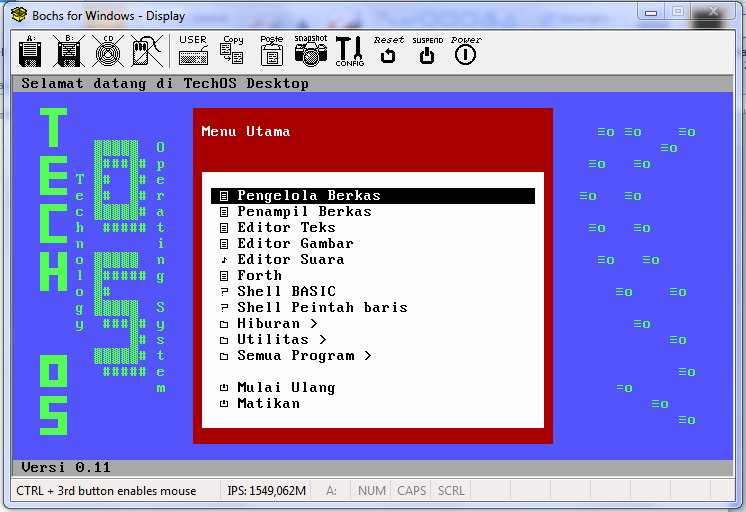 Bochs for Windows - Display
A: B: CD USER Copy Paste snapshot CONFIG Reset SUSPEND Power
Selamat datang di TechOS Desktop
TECH OS
Technology
Operating System
Menu Utama
Pengelola Berkas
Penampil Berkas
Editor Teks
Editor Gambar
Editor Suara
Forth
Shell BASIC
Shell Peintah baris
Hiburan >
Utilitas >
Semua Program >
Mulai Ulang
Matikan
Versi 0.11
CTRL + 3rd button enables mouse IPS: 1549,062M A: NUM CAPS SCRL